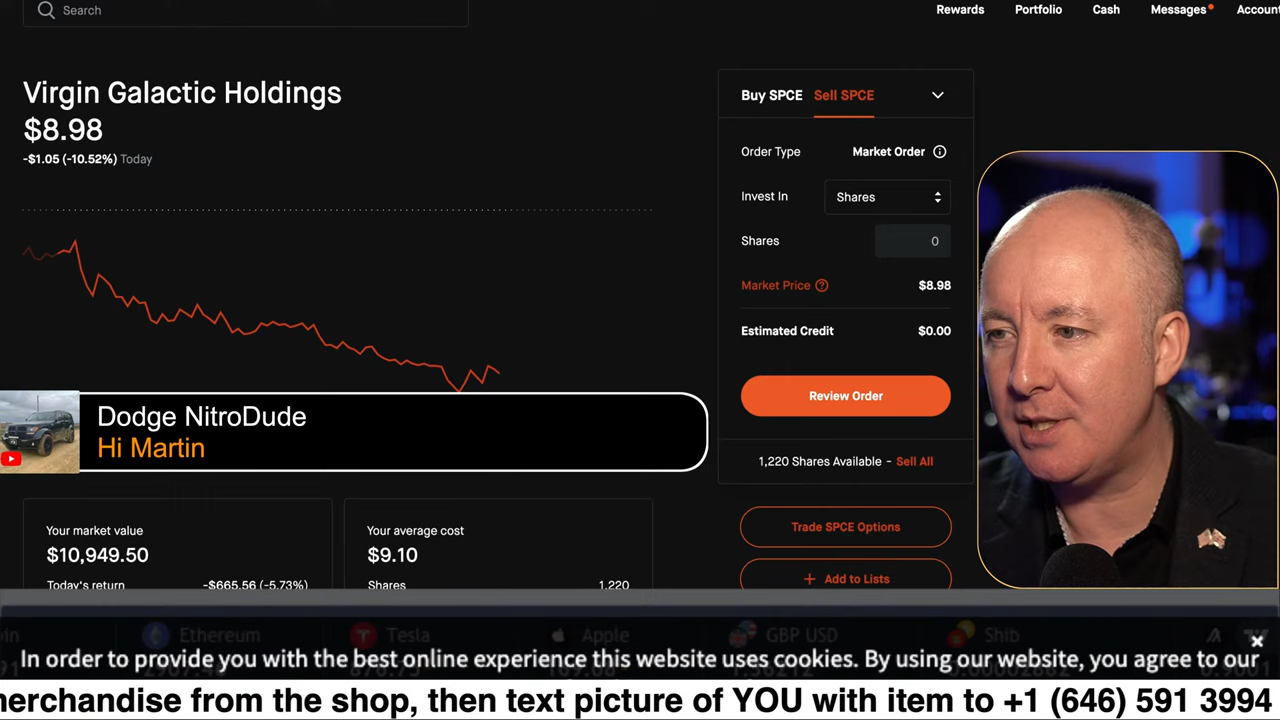 Search
Rewards Portfolio Cash Messages Account
Virgin Galactic Holdings
$8.98
-$1.05 (-10.52%) Today
Buy SPCE Sell SPCE
Order Type Market Order
Invest In Shares
Shares 0
Market Price $8.98
Estimated Credit $0.00
Review Order
1,220 Shares Available - Sell All
Trade SPCE Options
+ Add to Lists
Dodge NitroDude
Hi Martin
Your market value
$10,949.50
Today's return -$665.56 (-5.73%)
Your average cost
$9.10
Shares 1,220
Ethereum Tesla Apple GBP USD Shib
In order to provide you with the best online experience this website uses cookies. By using our website, you agree to our
merchandise from the shop, then text picture of YOU with item to +1 (646) 591 3994